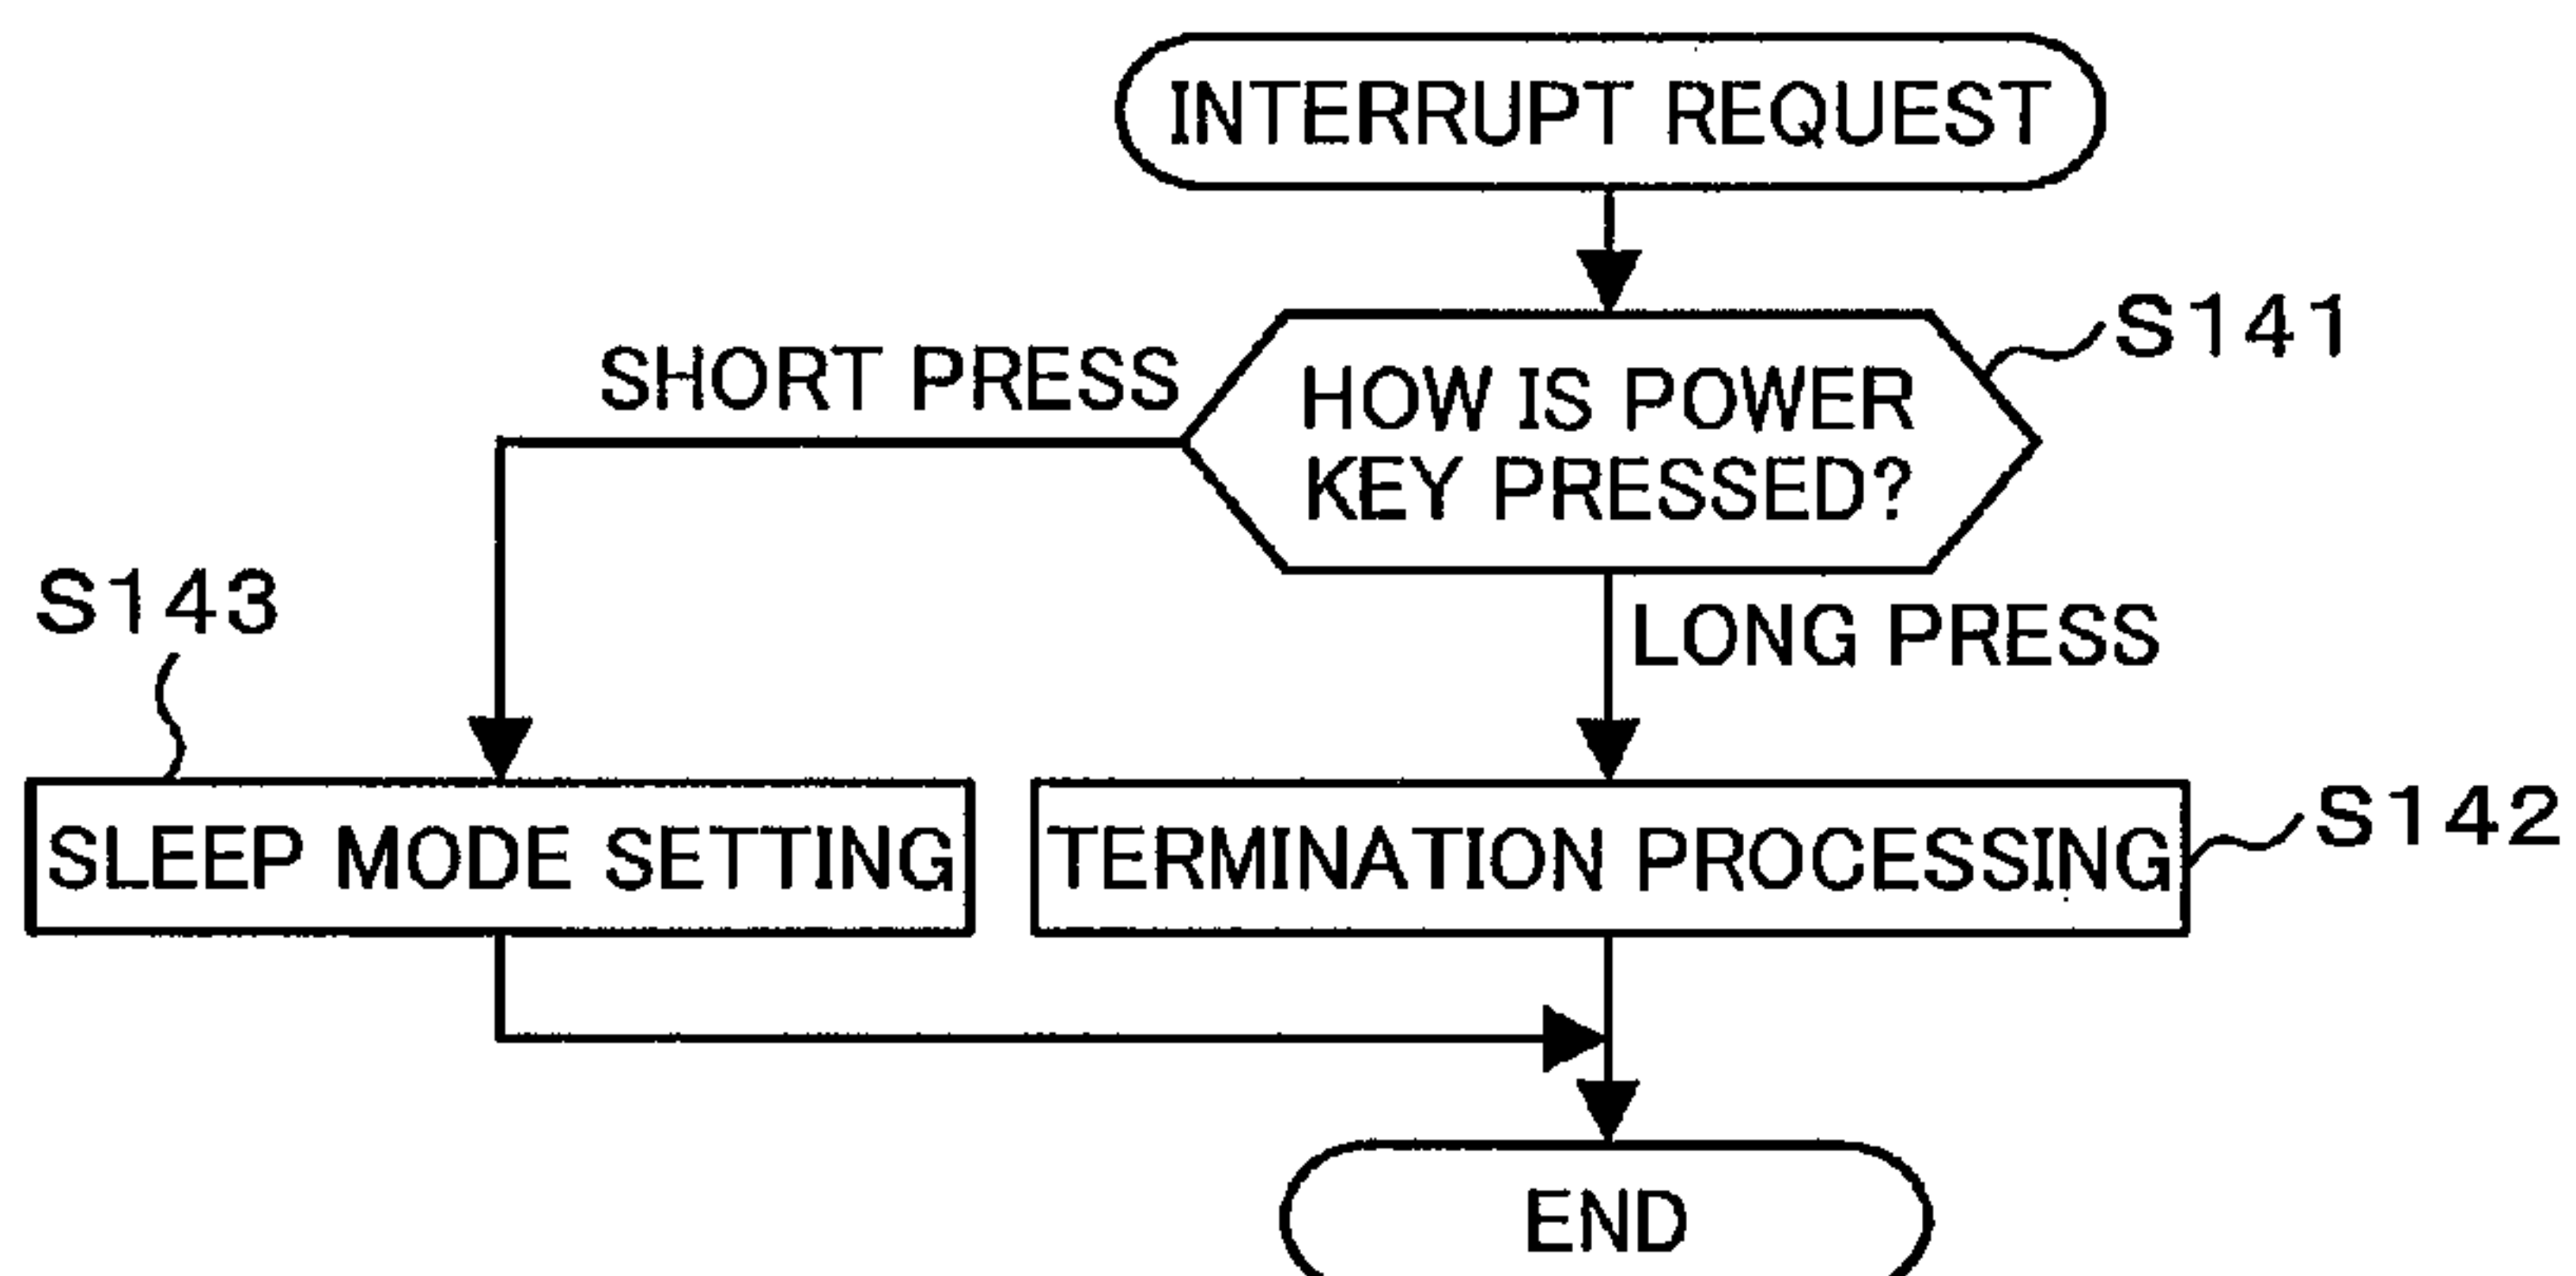 INTERRUPT REQUEST
S141
HOW IS POWER
KEY PRESSED?
SHORT PRESS
LONG PRESS
S143
SLEEP MODE SETTING
TERMINATION PROCESSING
S142
END